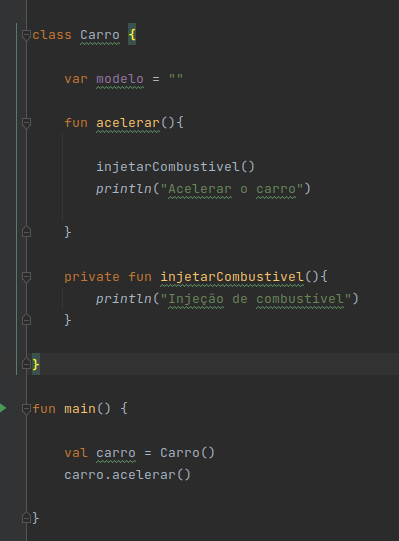 class Carro {
var modelo = ""
fun acelerar(){
injetarCombustivel()
println("Acelerar o carro")
}
private fun injetarCombustivel(){
println("Injeção de combustivel")
}
}
fun main() {
val carro = Carro()
carro.acelerar()
}